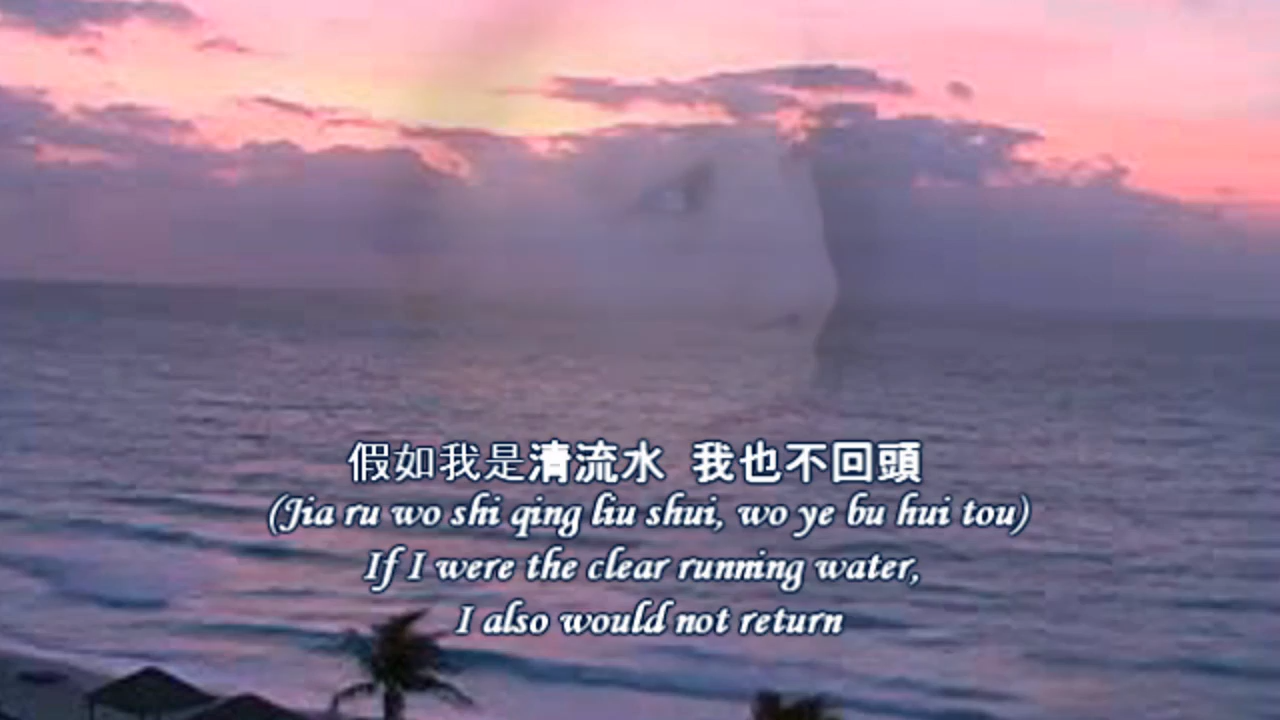 假如我是清流水 我也不回頭
(Jia ru wo shi qing liu shui, wo ye bu hui tou)
If I were the clear running water,
I also would not return